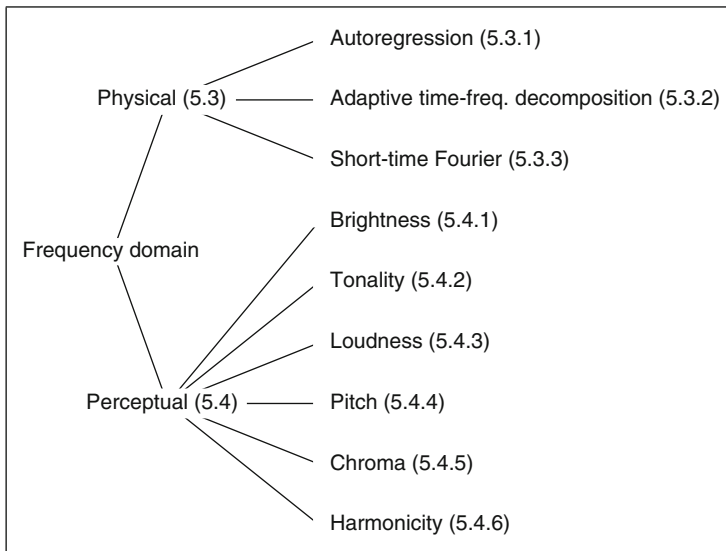 Autoregression (5.3.1)
Physical (5.3)
Adaptive time-freq. decomposition (5.3.2)
Short-time Fourier (5.3.3)
Brightness (5.4.1)
Frequency domain
Tonality (5.4.2)
Loudness (5.4.3)
Perceptual (5.4)
Pitch (5.4.4)
Chroma (5.4.5)
Harmonicity (5.4.6)